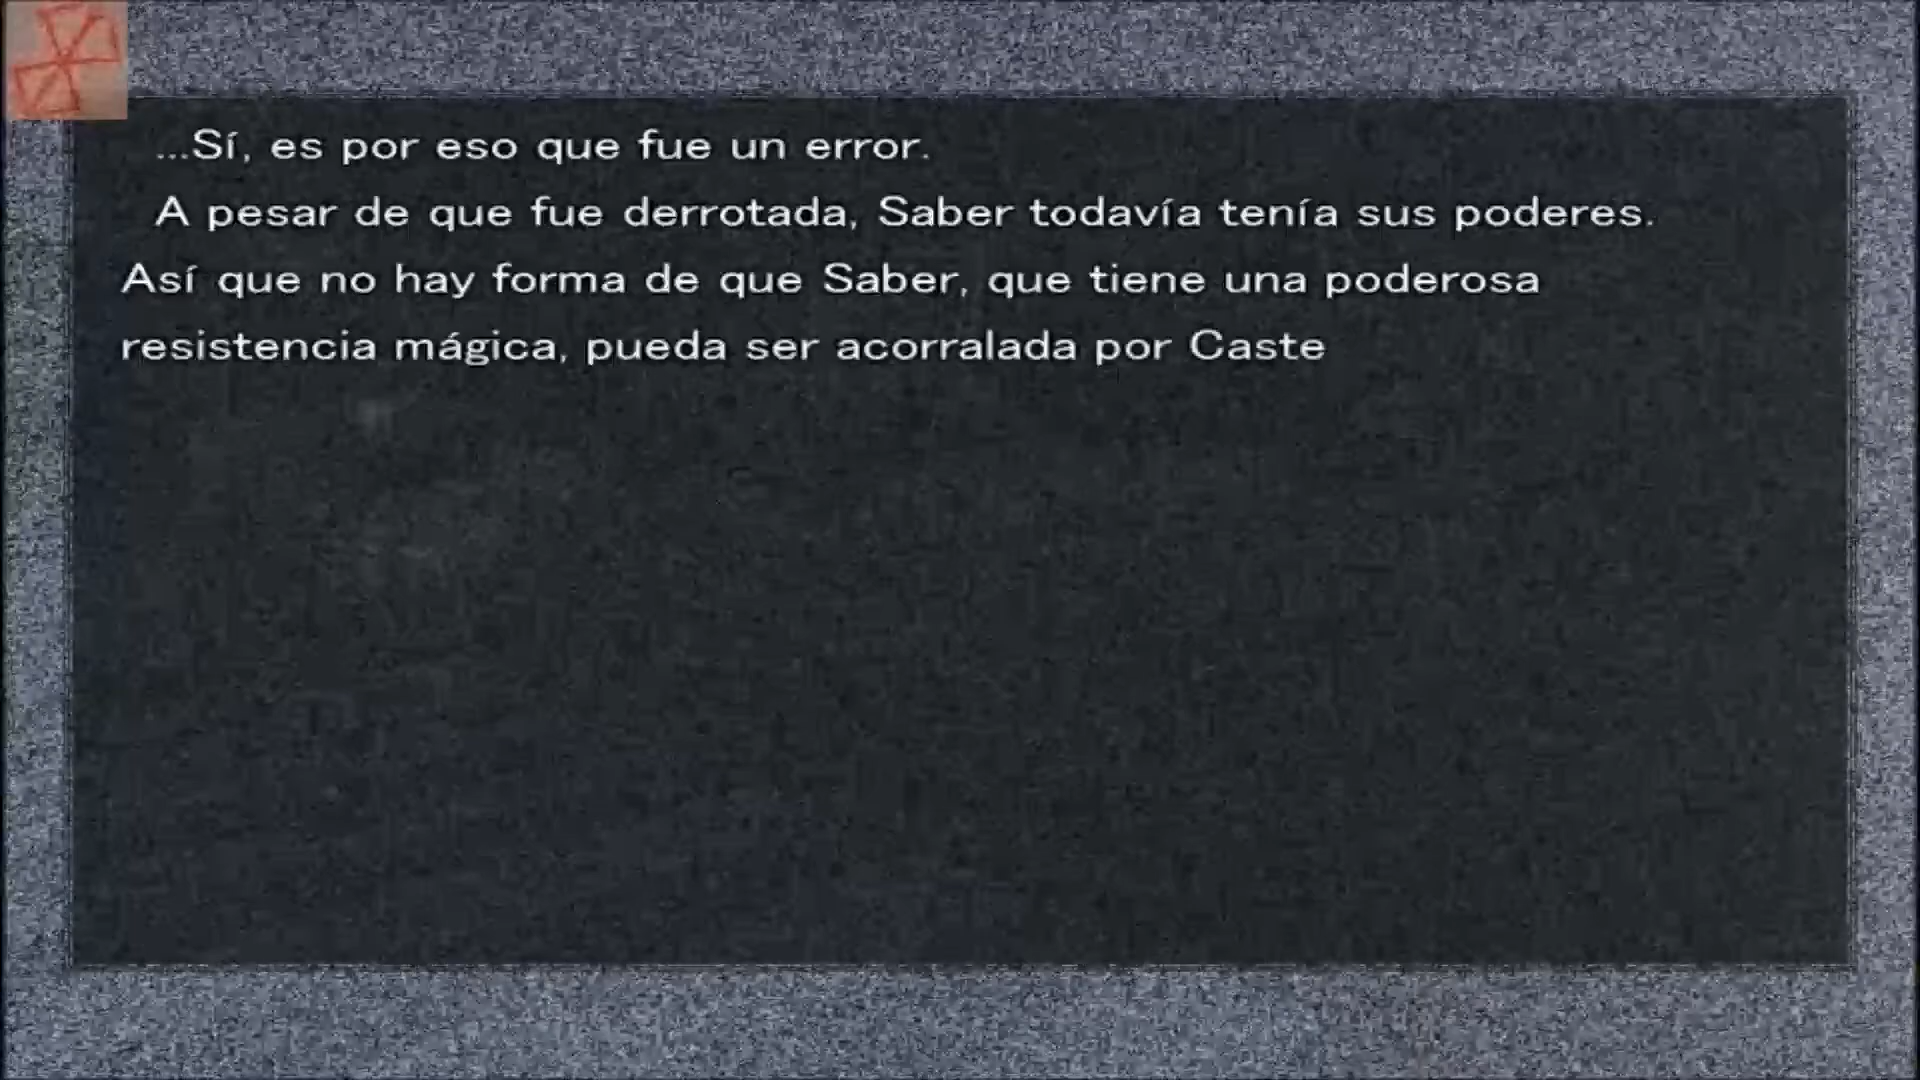 ...Sí, es por eso que fue un error.
A pesar de que fue derrotada, Saber todavía tenía sus poderes.
Así que no hay forma de que Saber, que tiene una poderosa
resistencia mágica, pueda ser acorralada por Caste